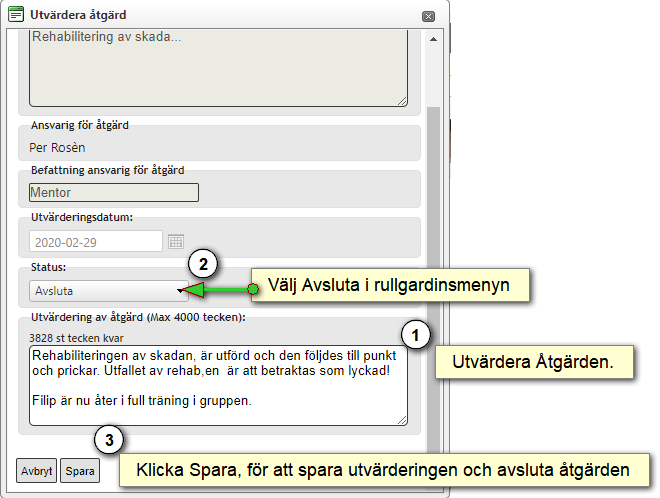 Utvärdera åtgärd
Rehabilitering av skada...
Ansvarig för åtgärd
Per Rosèn
Befattning ansvarig för åtgärd
Mentor
Utvärderingsdatum:
2020-02-29
Status:
2
Avsluta
Välj Avsluta i rullgardinsmenyn
Utvärdering av åtgärd (Max 4000 tecken):
1
3828 st tecken kvar
Rehabiliteringen av skadan, är utförd och den följdes till punkt
och prickar. Utfallet av rehab,en  är att betraktas som lyckad!
Utvärdera Åtgärden.
Filip är nu åter i full träning i gruppen.
3
Avbryt Spara
Klicka Spara, för att spara utvärderingen och avsluta åtgärden